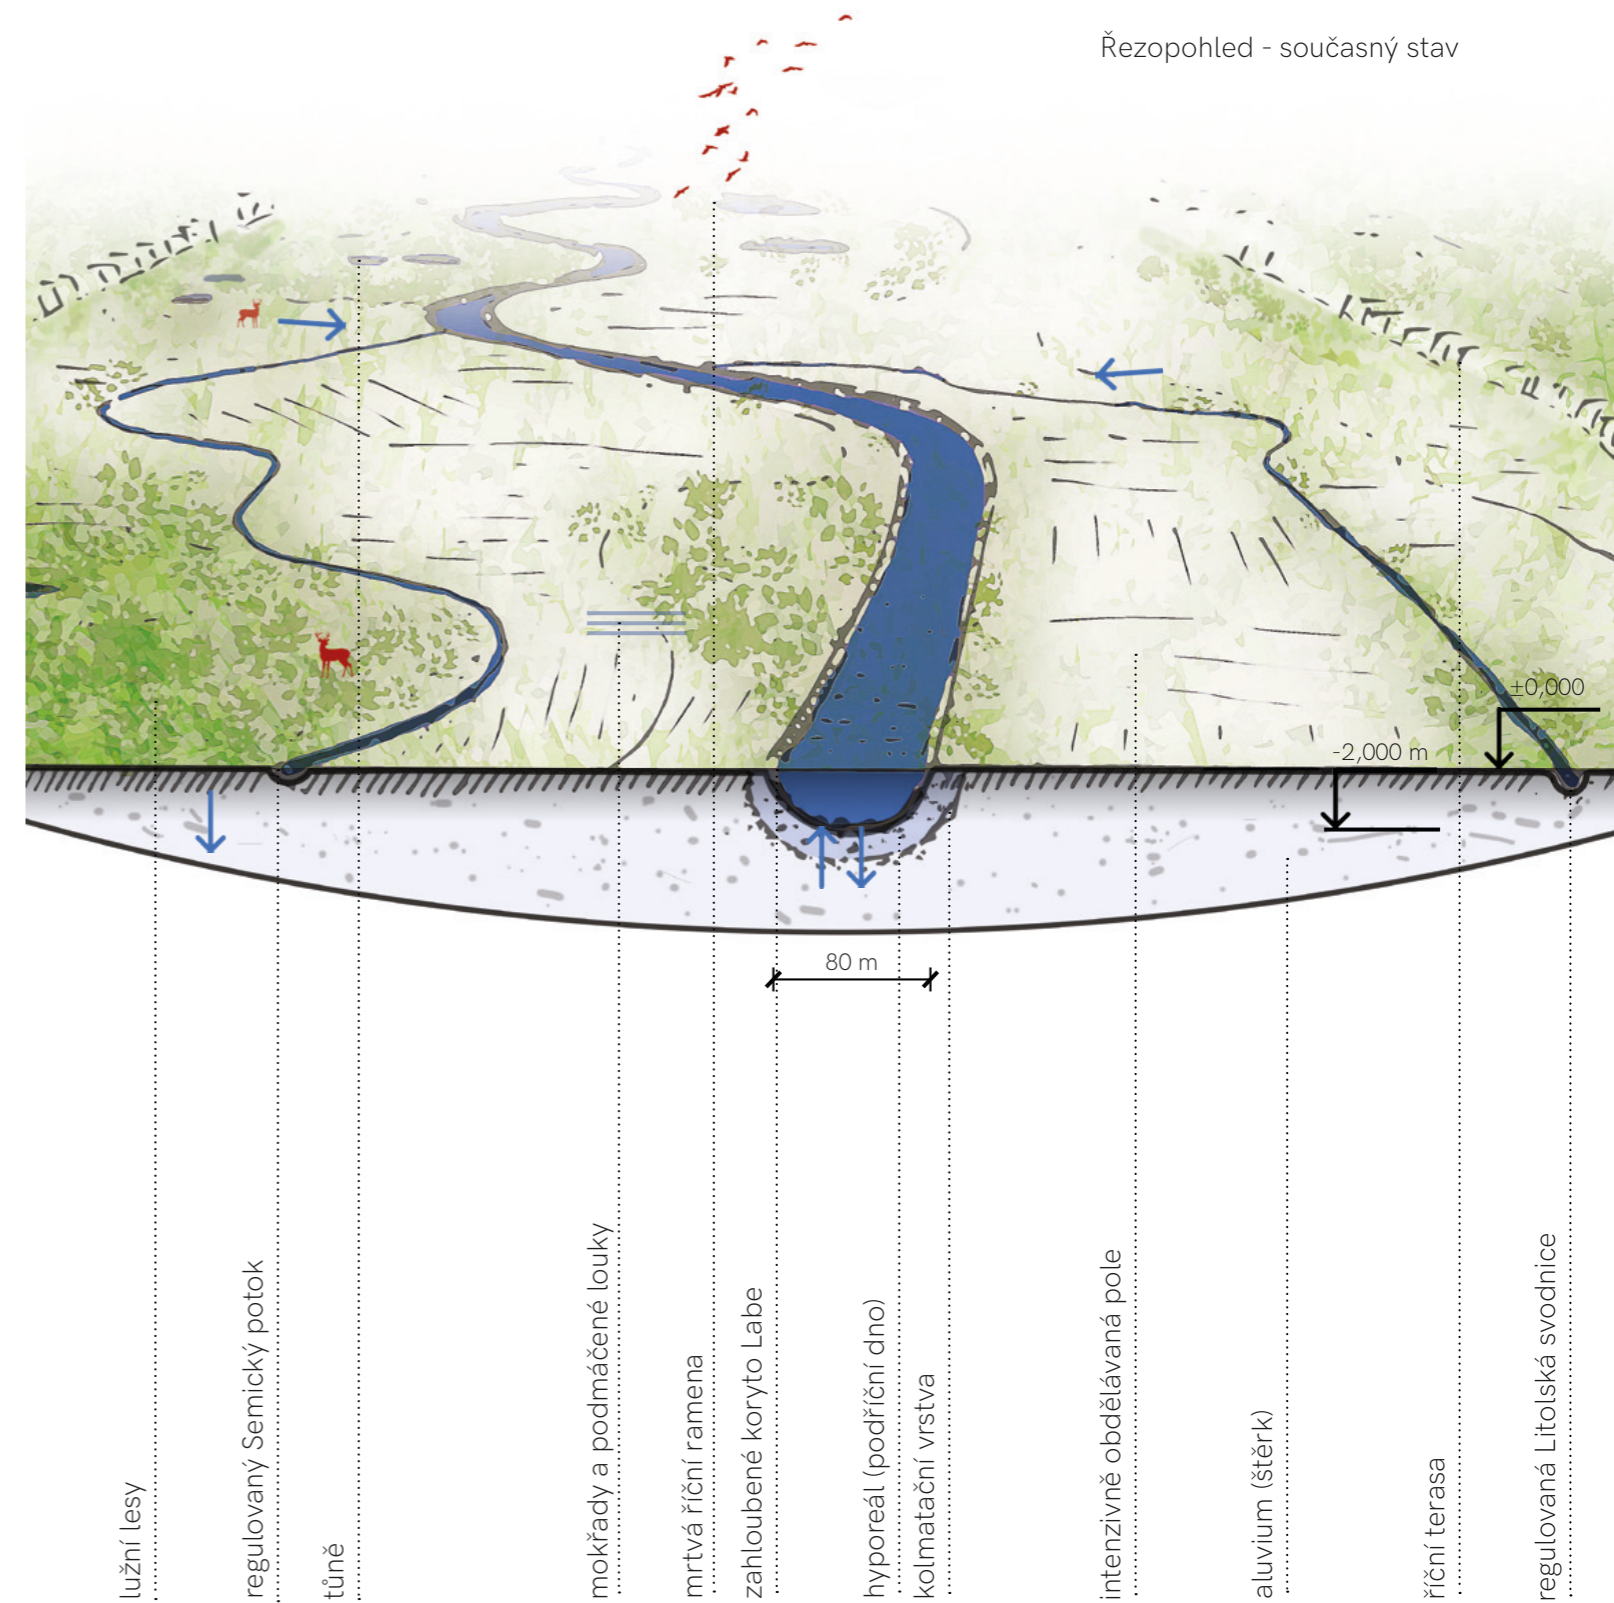 Řezopohled - současný stav
±0,000
-2,000 m
80 m
lužní lesy
regulovaný Semický potok
tůně
mokřady a podmáčené louky
mrtvá říční ramena
zahloubené koryto Labe
hyporeál (podříční dno)
kolmatační vrstva
intenzivně obdělávaná pole
aluvium (štěrk)
říční terasa
regulovaná Litolská svodnice